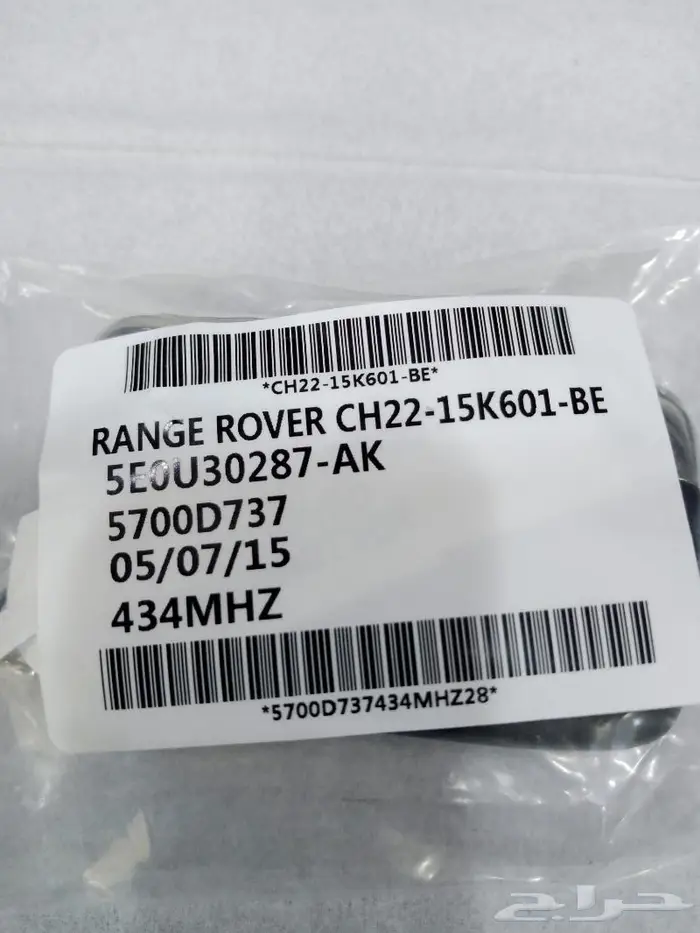 *CH22-15K601-BE*
RANGE ROVER CH22-15K601-BE
5E0U30287-AK
5700D737
05/07/15
434MHZ
*5700D737434MHZ28*
حراج